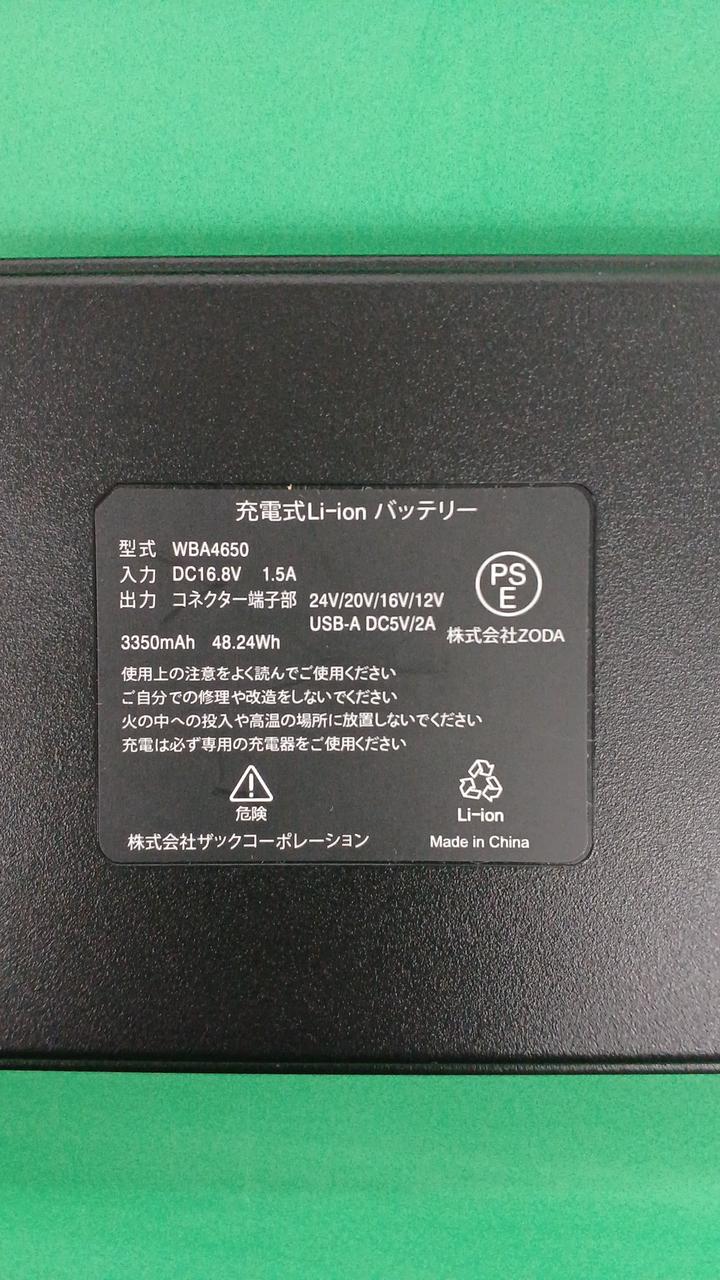 充電式Li-ion バッテリー
型式 WBA4650
入力 DC16.8V 1.5A
出力 コネクター端子部 24V/20V/16V/12V
USB-A DC5V/2A
3350mAh 48.24Wh
PSE
株式会社ZODA
使用上の注意をよく読んでご使用ください
ご自分での修理や改造をしないでください
火の中への投入や高温の場所に放置しないでください
充電は必ず専用の充電器をご使用ください
危険
Li-ion
株式会社ザックコーポレーション
Made in China